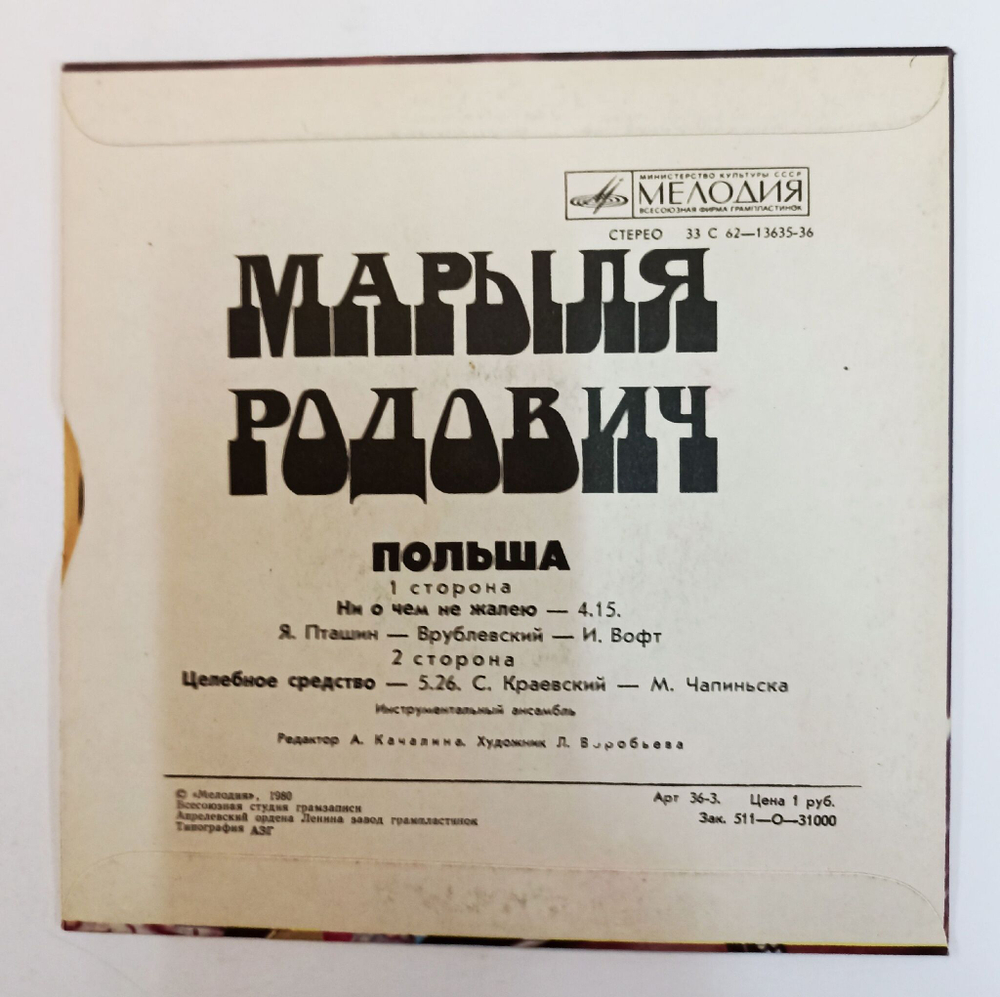 МИНИСТЕРСТВО КУЛЬТУРЫ СССР
МЕЛОДИЯ
ВСЕСОЮЗНАЯ ФИРМА ГРАМПЛАСТИНОК
СТЕРЕО 33 С 62—13635-36
МАРЫЛЯ
РОДОВИЧ
ПОЛЬША
1 сторона
Ни о чем не жалею — 4.15.
Я. Пташин — Врублевский — И. Вофт
2 сторона
Целебное средство — 5.26. С. Краевский — М. Чапиньска
Инструментальный ансамбль
Редактор А. Качалина. Художник Л. Воробьева
© «Мелодия», 1980
Всесоюзная студия грамзаписи
Апрелевский ордена Ленина завод грампластинок
Типография АЗГ
Арт 36-3. Цена 1 руб.
Зак. 511—О—31000